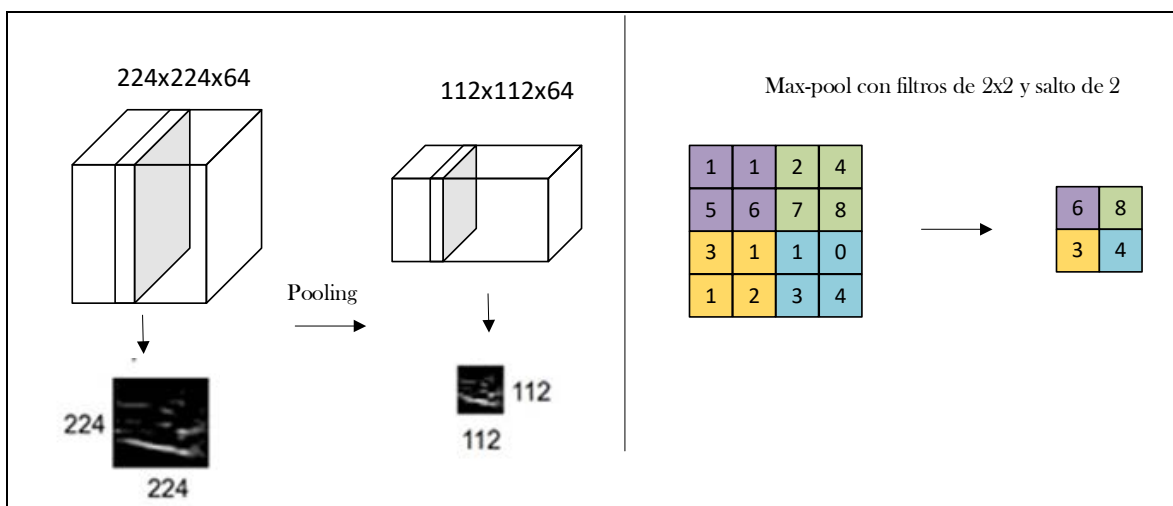 224x224x64
112x112x64
Pooling
224
224
112
112
Max-pool con filtros de 2x2 y salto de 2
1 1 2 4
5 6 7 8
3 1 1 0
1 2 3 4
6 8
3 4